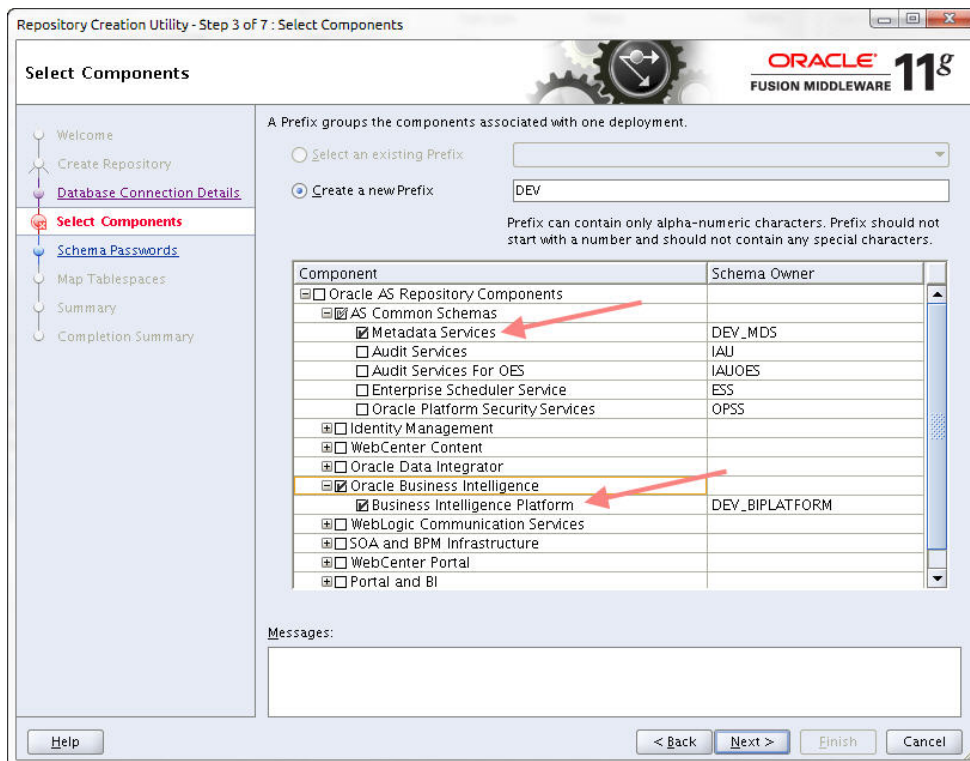 Repository Creation Utility - Step 3 of 7 : Select Components
Select Components
ORACLE
FUSION MIDDLEWARE
11g
Welcome
Create Repository
Database Connection Details
Select Components
Schema Passwords
Map Tablespaces
Summary
Completion Summary
A Prefix groups the components associated with one deployment.
Select an existing Prefix
Create a new Prefix
DEV
Prefix can contain only alpha-numeric characters. Prefix should not
start with a number and should not contain any special characters.
Component Schema Owner
Oracle AS Repository Components
AS Common Schemas
Metadata Services DEV_MDS
Audit Services IAU
Audit Services For OES IAUOES
Enterprise Scheduler Service ESS
Oracle Platform Security Services OPSS
Identity Management
WebCenter Content
Oracle Data Integrator
Oracle Business Intelligence
Business Intelligence Platform DEV_BIPLATFORM
WebLogic Communication Services
SOA and BPM Infrastructure
WebCenter Portal
Portal and BI
Messages:
Help < Back Next > Finish Cancel